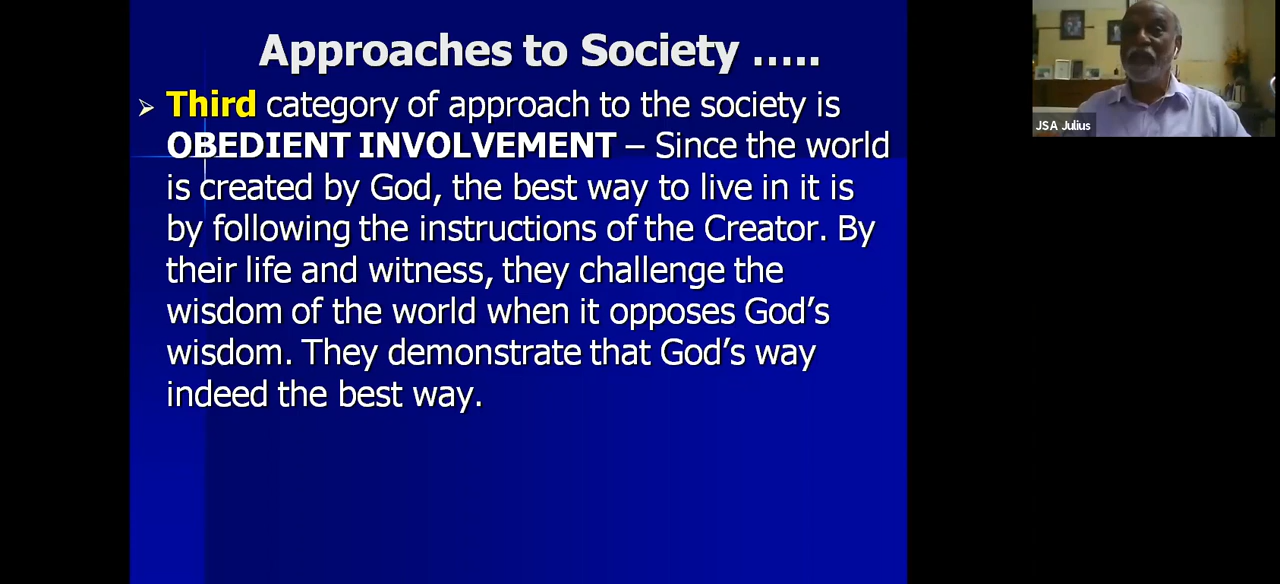 Approaches to Society .....
➢ Third category of approach to the society is
OBEDIENT INVOLVEMENT – Since the world
is created by God, the best way to live in it is
by following the instructions of the Creator. By
their life and witness, they challenge the
wisdom of the world when it opposes God’s
wisdom. They demonstrate that God’s way
indeed the best way.
JSA Julius